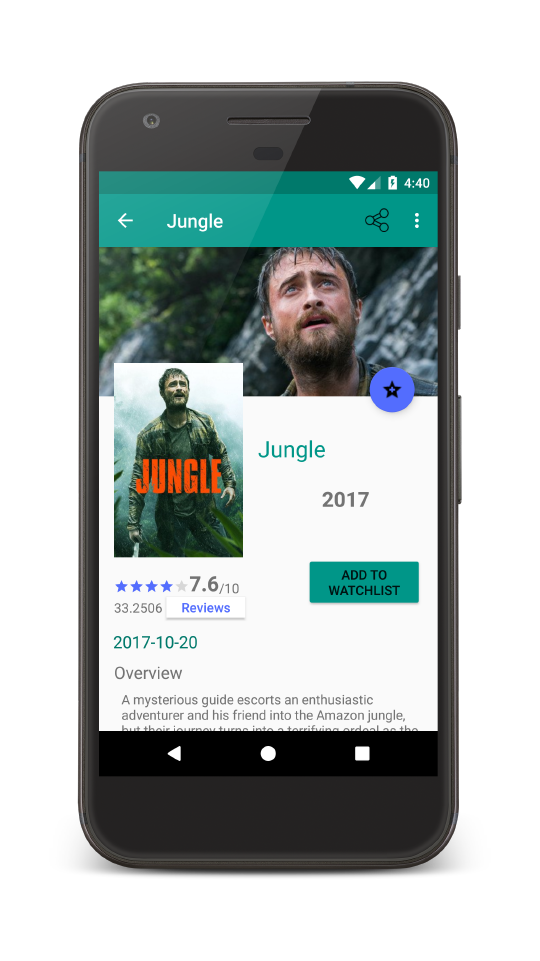 4:40
Jungle
JUNGLE
Jungle
2017
7.6/10
ADD TO
WATCHLIST
33.2506 Reviews
2017-10-20
Overview
A mysterious guide escorts an enthusiastic
adventurer and his friend into the Amazon jungle,
but their journey turns into a terrifying ordeal as the